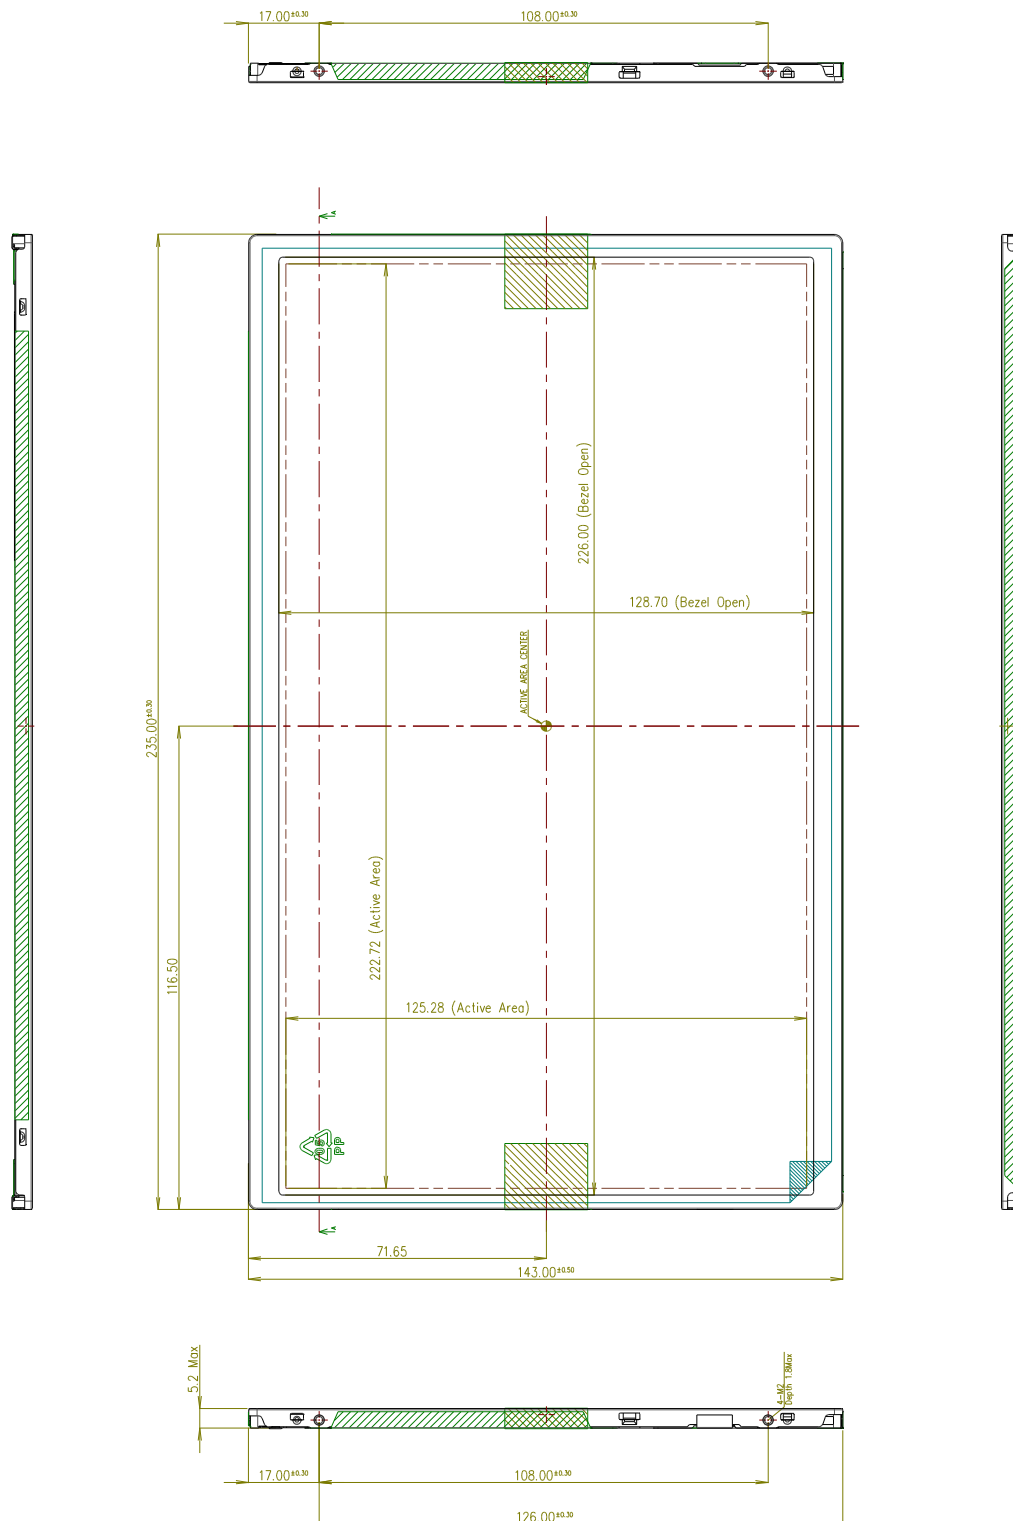 17.00±0.30
108.00±0.30
A
226.00 (Bezel Open)
128.70 (Bezel Open)
ACTIVE AREA CENTER
235.00±0.30
222.72 (Active Area)
116.50
125.28 (Active Area)
05
PP
A
71.65
143.00±0.50
5.2 Max
4-M2
Depth 1.8Max
17.00±0.30
108.00±0.30
126.00±0.30